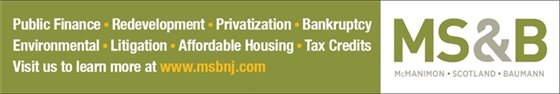 Public Finance • Redevelopment • Privatization • Bankruptcy
Environmental • Litigation • Affordable Housing • Tax Credits
Visit us to learn more at www.msbnj.com
MS&B
McMANIMON • SCOTLAND • BAUMANN